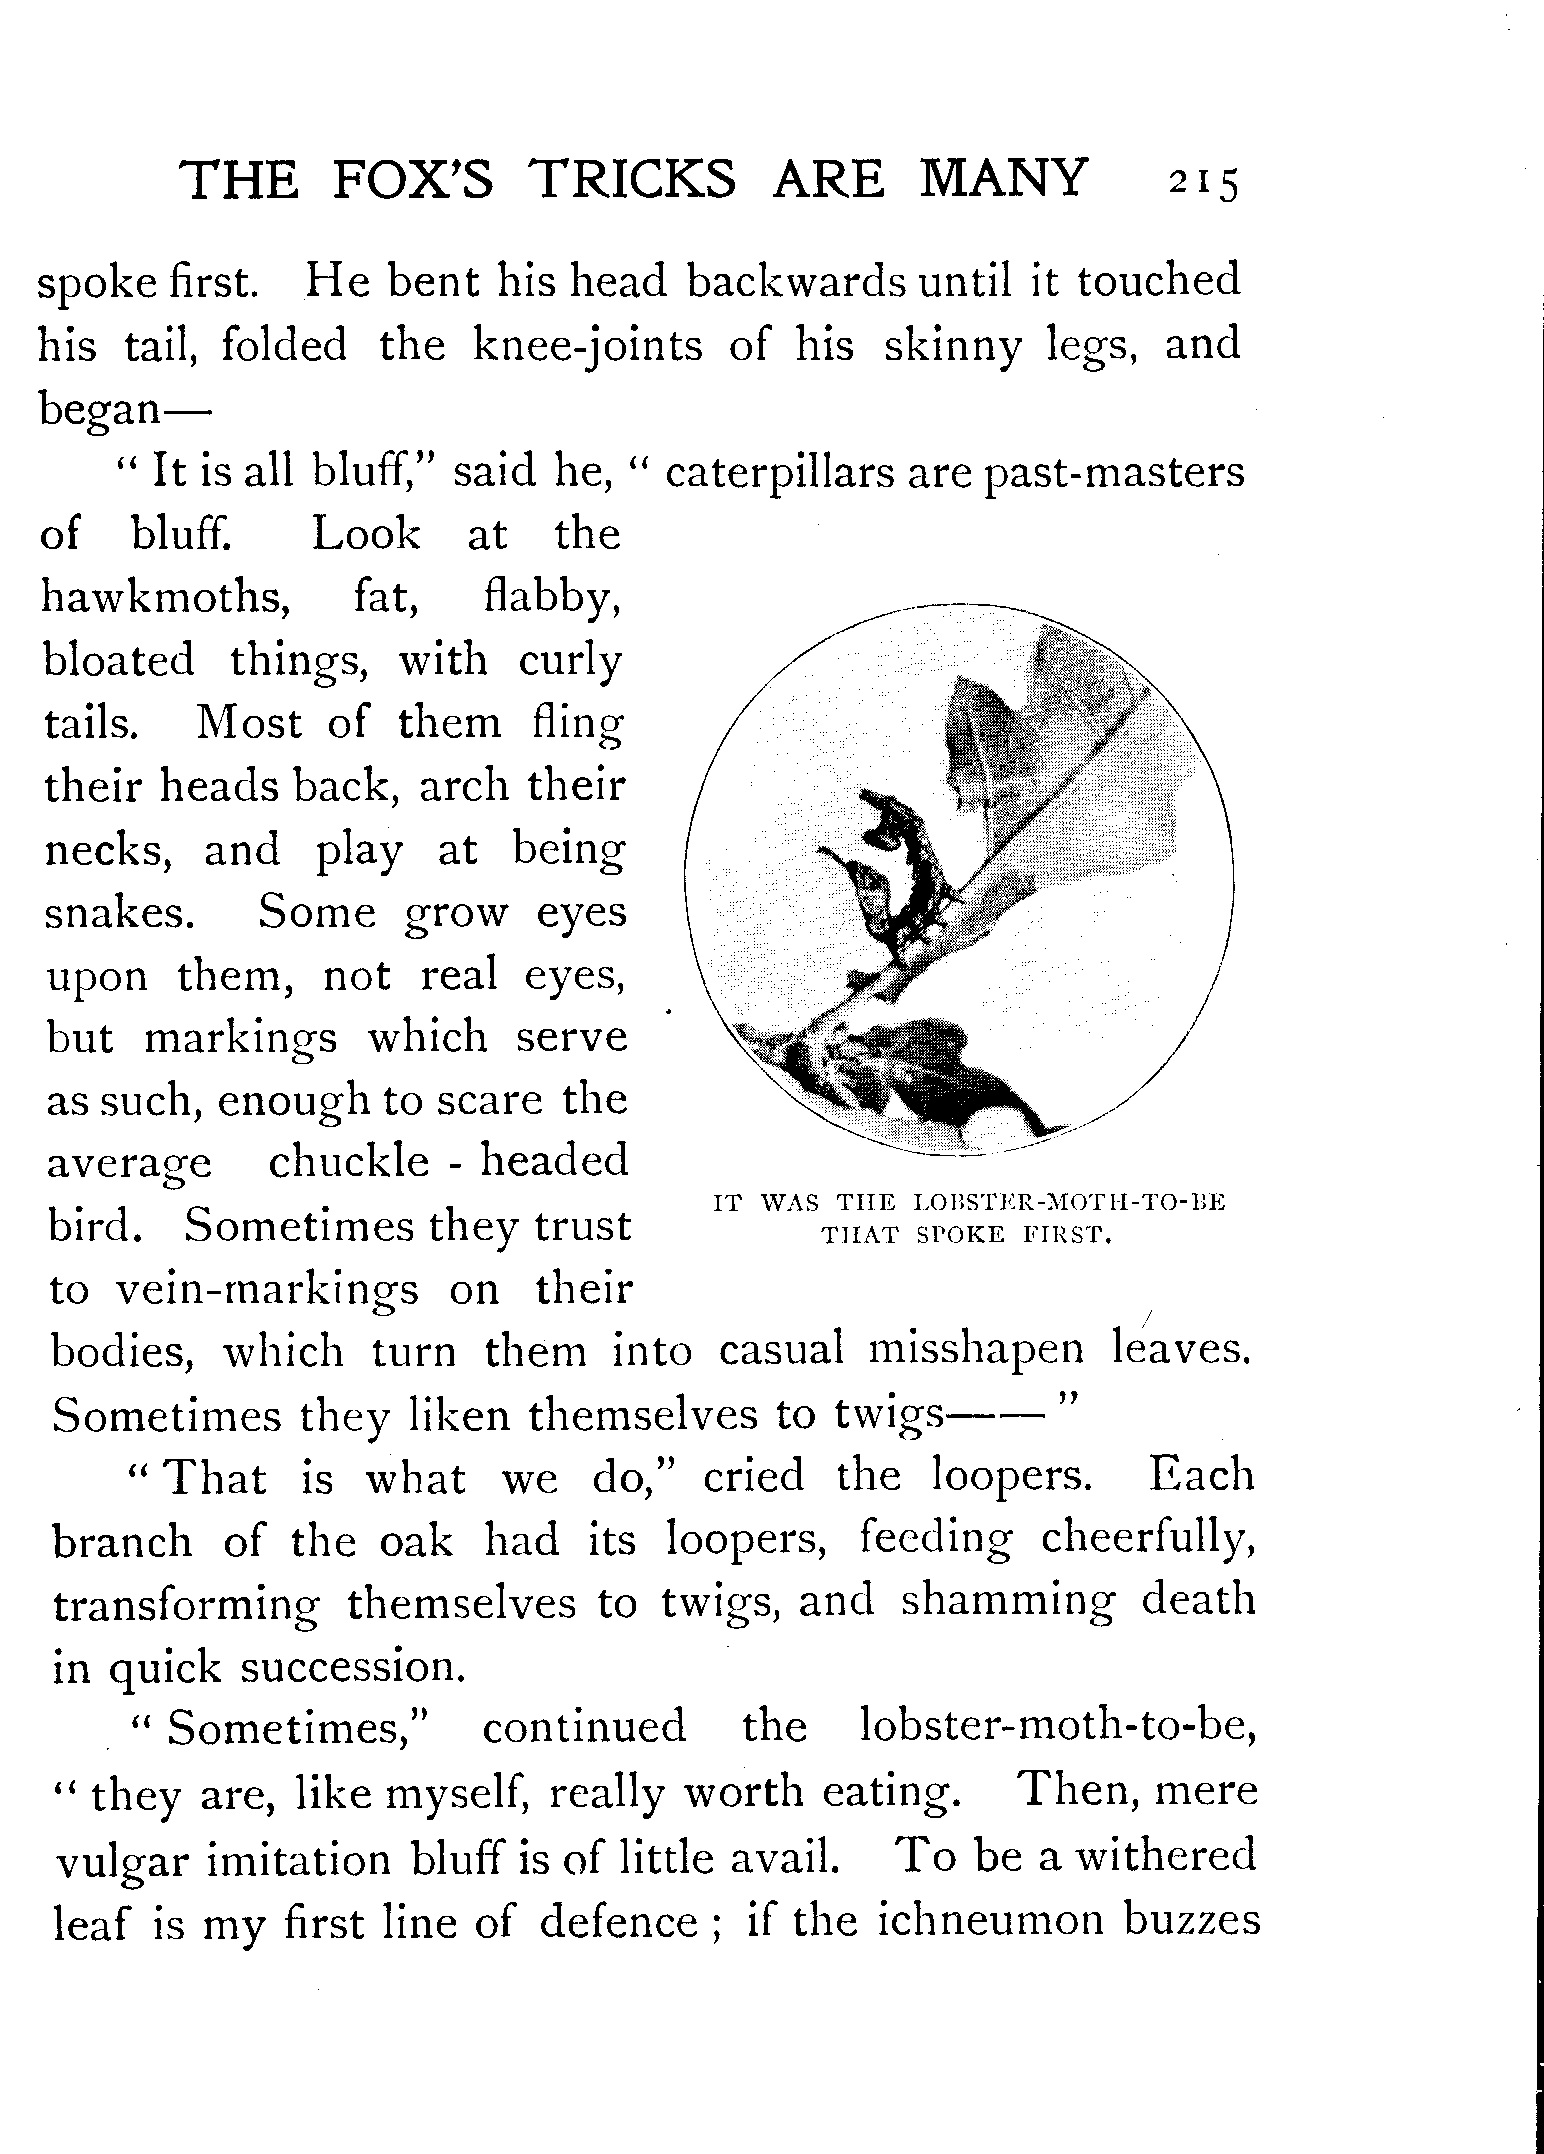 THE FOX'S TRICKS ARE MANY 215
spoke first. He bent his head backwards until it touched
his tail, folded the knee-joints of his skinny legs, and
began—
“ It is all bluff,” said he, “ caterpillars are past-masters
of bluff. Look at the
hawkmoths, fat, flabby,
bloated things, with curly
tails. Most of them fling
their heads back, arch their
necks, and play at being
snakes. Some grow eyes
upon them, not real eyes,
but markings which serve
as such, enough to scare the
average chuckle - headed
bird. Sometimes they trust
to vein-markings on their
IT WAS THE LOBSTER-MOTH-TO-BE
THAT SPOKE FIRST.
bodies, which turn them into casual misshapen leaves.
Sometimes they liken themselves to twigs—— ”
“ That is what we do,” cried the loopers. Each
branch of the oak had its loopers, feeding cheerfully,
transforming themselves to twigs, and shamming death
in quick succession.
“ Sometimes,” continued the lobster-moth-to-be,
“ they are, like myself, really worth eating. Then, mere
vulgar imitation bluff is of little avail. To be a withered
leaf is my first line of defence ; if the ichneumon buzzes